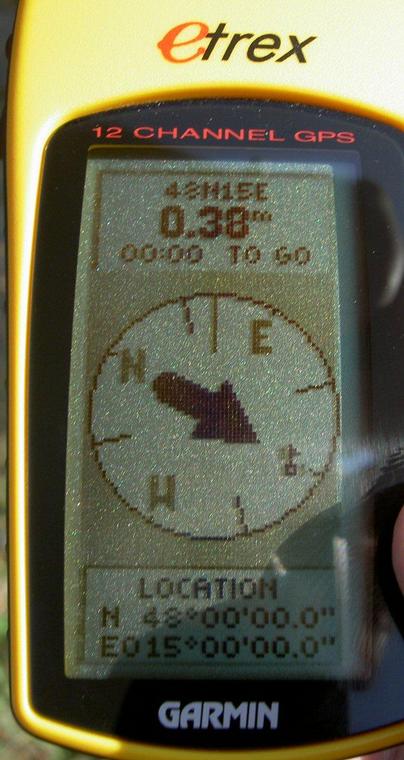 etrex
12 CHANNEL GPS
48N15E
0.38m
00:00 TO GO
N E
W
LOCATION
N 48°00'00.0"
E015°00'00.0"
GARMIN